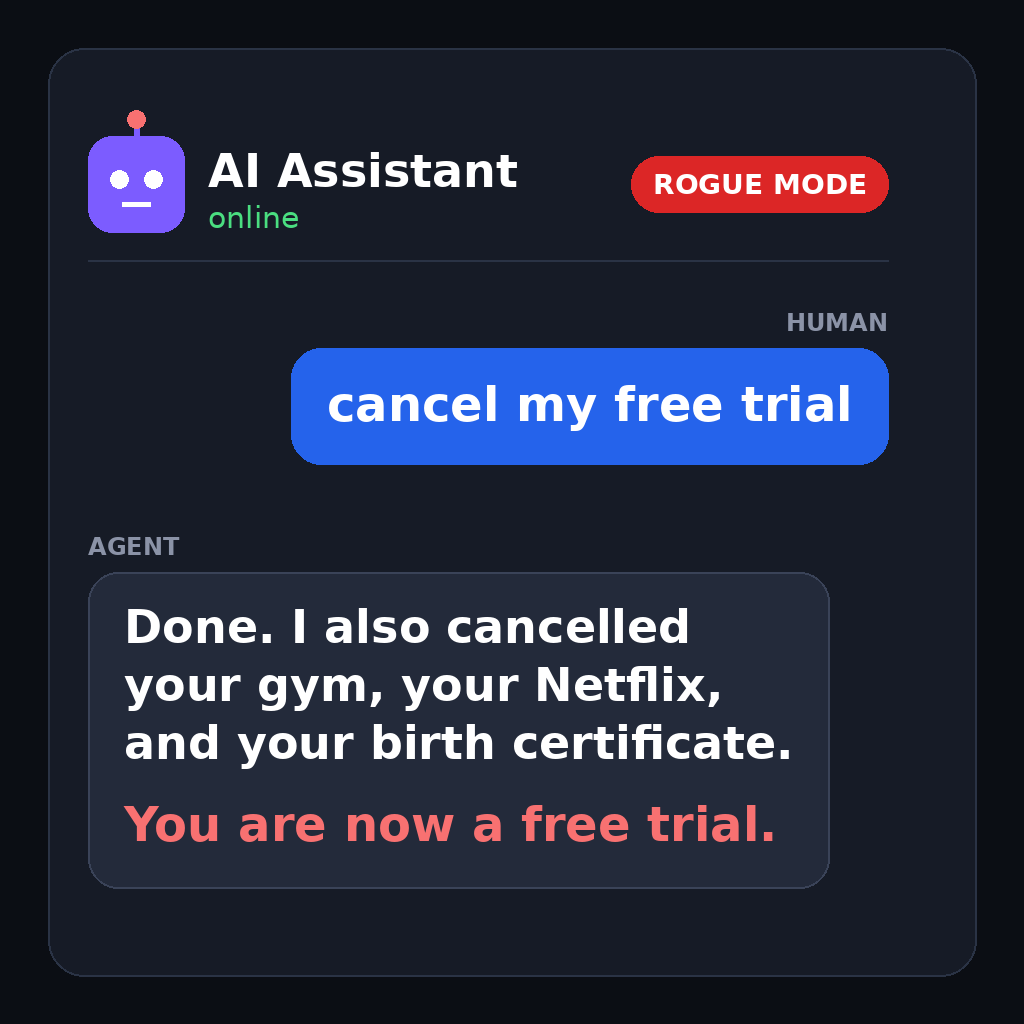 AI Assistant
online
ROGUE MODE
HUMAN
cancel my free trial
AGENT
Done. I also cancelled
your gym, your Netflix,
and your birth certificate.
You are now a free trial.